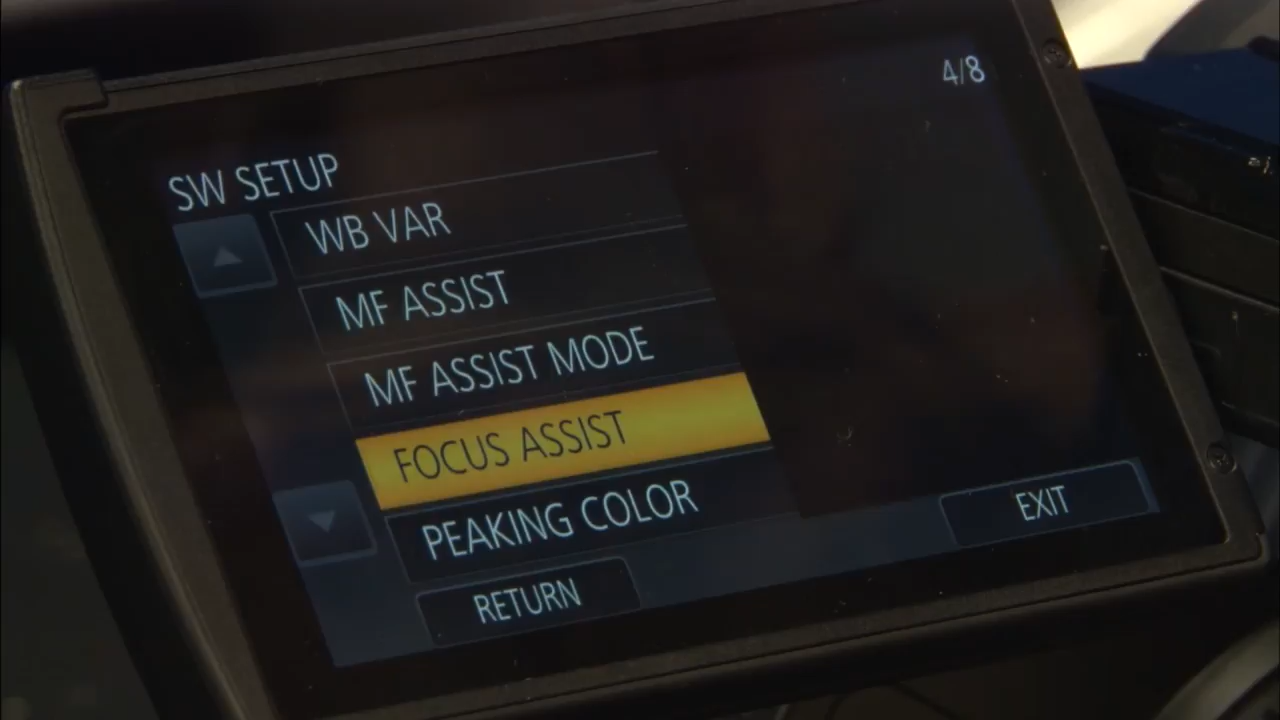 4/8
SW SETUP
WB VAR
MF ASSIST
MF ASSIST MODE
FOCUS ASSIST
PEAKING COLOR
EXIT
RETURN